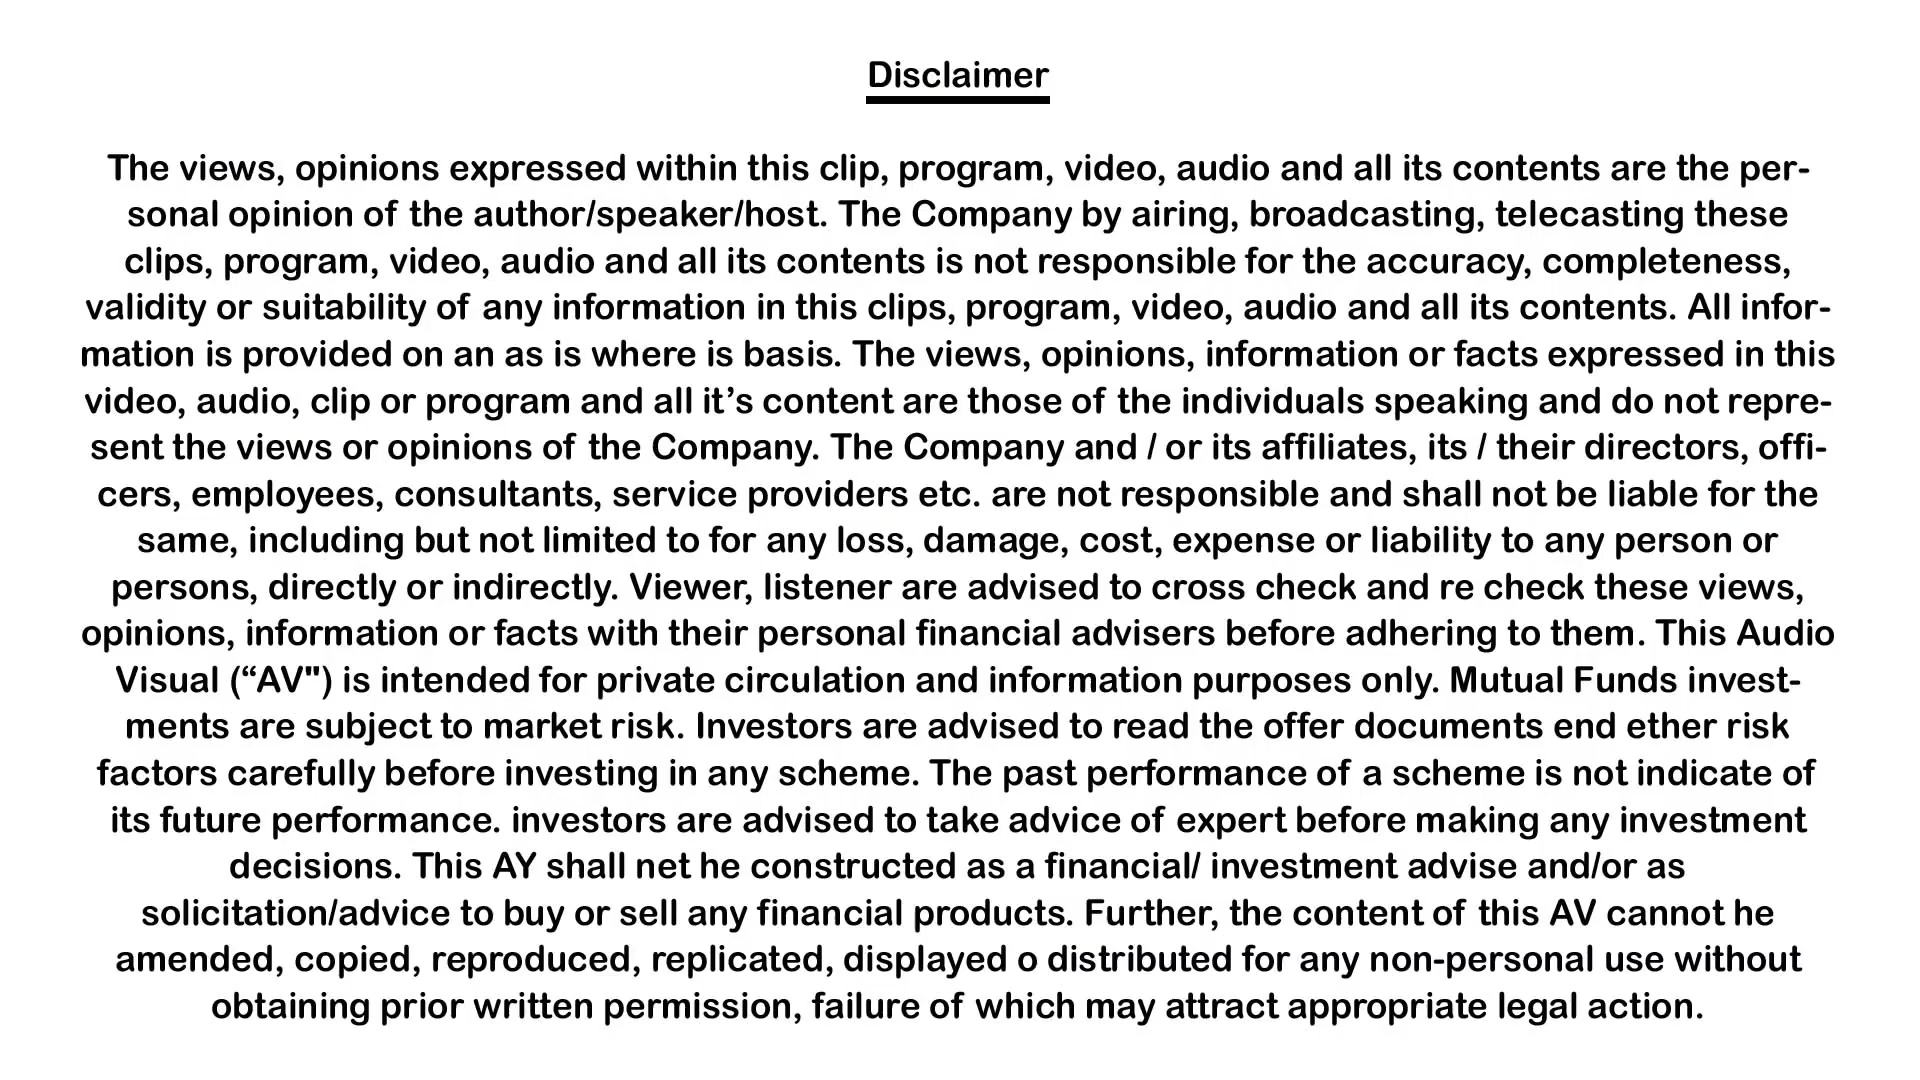 Disclaimer
The views, opinions expressed within this clip, program, video, audio and all its contents are the per-
sonal opinion of the author/speaker/host. The Company by airing, broadcasting, telecasting these
clips, program, video, audio and all its contents is not responsible for the accuracy, completeness,
validity or suitability of any information in this clips, program, video, audio and all its contents. All infor-
mation is provided on an as is where is basis. The views, opinions, information or facts expressed in this
video, audio, clip or program and all it’s content are those of the individuals speaking and do not repre-
sent the views or opinions of the Company. The Company and / or its affiliates, its / their directors, offi-
cers, employees, consultants, service providers etc. are not responsible and shall not be liable for the
same, including but not limited to for any loss, damage, cost, expense or liability to any person or
persons, directly or indirectly. Viewer, listener are advised to cross check and re check these views,
opinions, information or facts with their personal financial advisers before adhering to them. This Audio
Visual (“AV") is intended for private circulation and information purposes only. Mutual Funds invest-
ments are subject to market risk. Investors are advised to read the offer documents end ether risk
factors carefully before investing in any scheme. The past performance of a scheme is not indicate of
its future performance. investors are advised to take advice of expert before making any investment
decisions. This AY shall net he constructed as a financial/ investment advise and/or as
solicitation/advice to buy or sell any financial products. Further, the content of this AV cannot he
amended, copied, reproduced, replicated, displayed o distributed for any non-personal use without
obtaining prior written permission, failure of which may attract appropriate legal action.